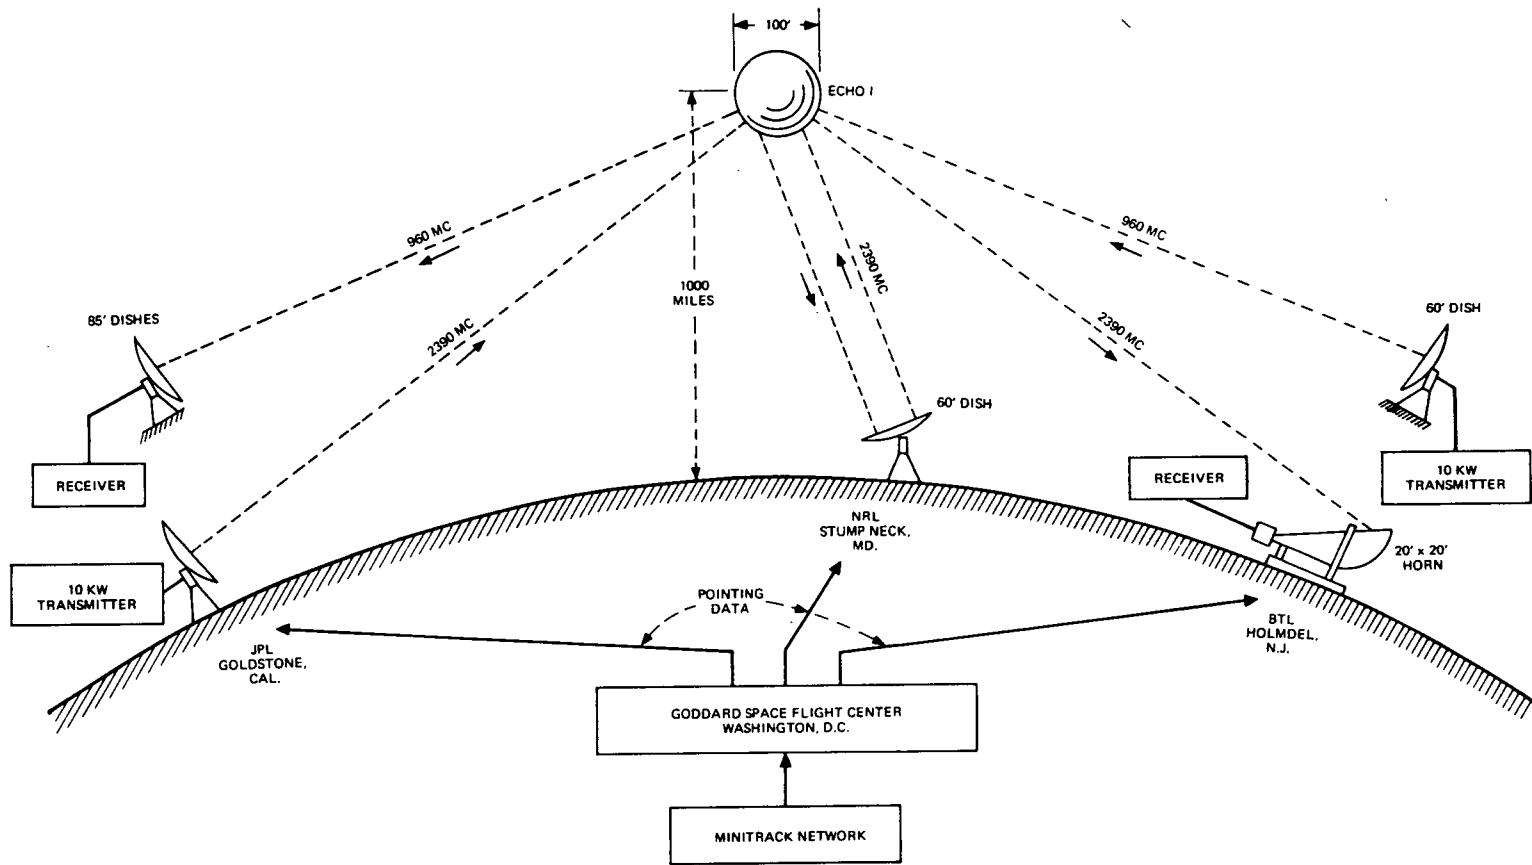 100'
ECHO I
960 MC
960 MC
2390 MC
1000
MILES
85' DISHES
60' DISH
2390 MC
2390 MC
60' DISH
RECEIVER
RECEIVER
10 KW
TRANSMITTER
NRL
STUMP NECK,
MD.
20' x 20'
HORN
10 KW
TRANSMITTER
POINTING
DATA
JPL
GOLDSTONE,
CAL.
BTL
HOLMDEL,
N.J.
GODDARD SPACE FLIGHT CENTER
WASHINGTON, D.C.
MINITRACK NETWORK